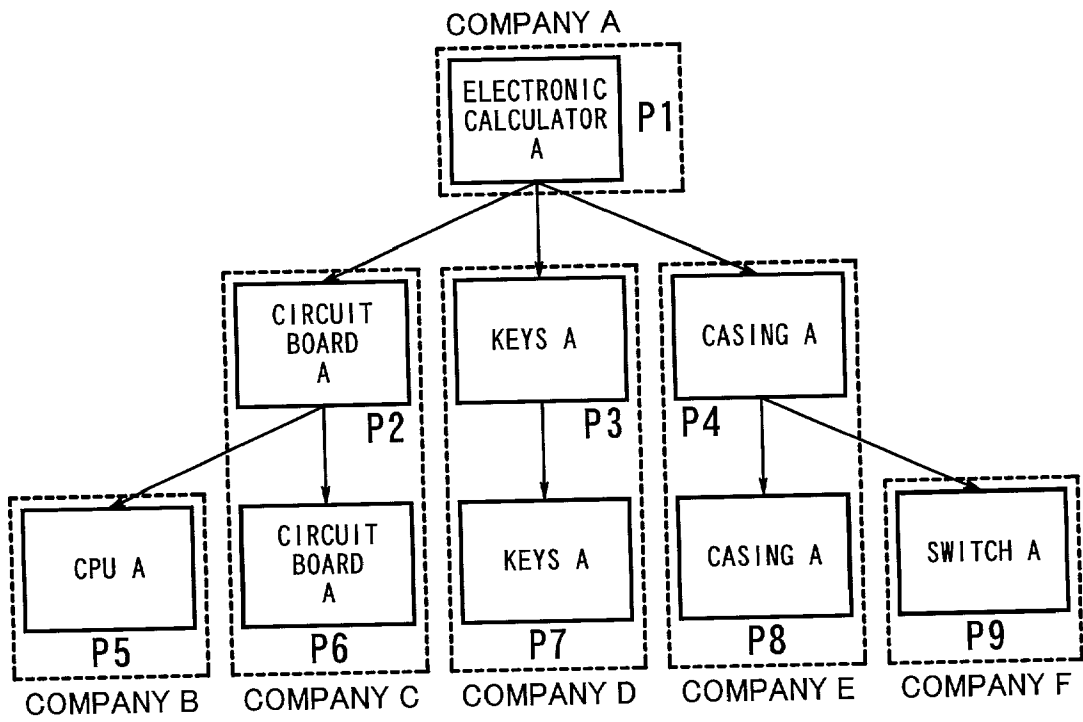 COMPANY A
ELECTRONIC
CALCULATOR
A
P1
CIRCUIT
BOARD
A
P2
KEYS A
P3
CASING A
P4
CPU A
P5
CIRCUIT
BOARD
A
P6
KEYS A
P7
CASING A
P8
SWITCH A
P9
COMPANY B
COMPANY C
COMPANY D
COMPANY E
COMPANY F